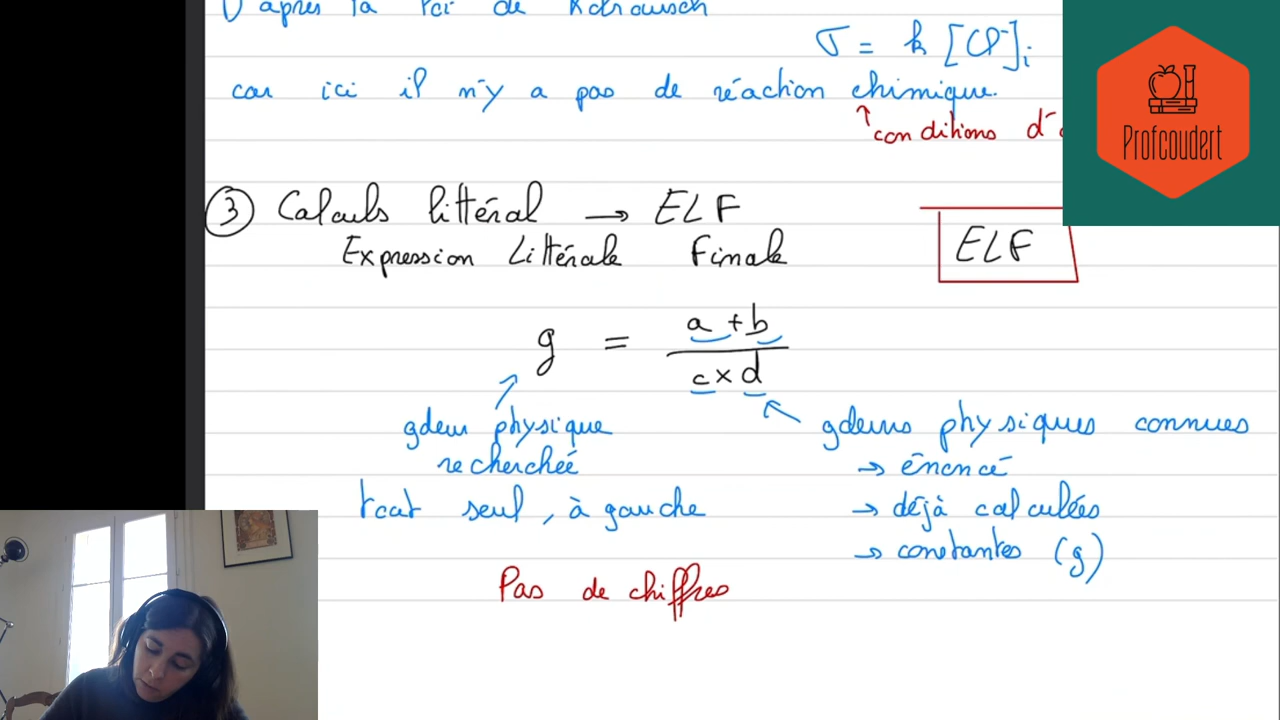 D'après la loi de Kohrausch
σ = k [Cl⁻]i
car ici il n'y a pas de réaction chimique.
↑ conditions d'
Profcoudert
③ Calculs littéral → ELF
Expression Littérale Finale
ELF
g = (a + b) / (c × d)
gdeur physique
recherchée
tout seul, à gauche
gdeurs physiques connues
→ énoncé
→ déjà calculées
→ constantes (g)
Pas de chiffres